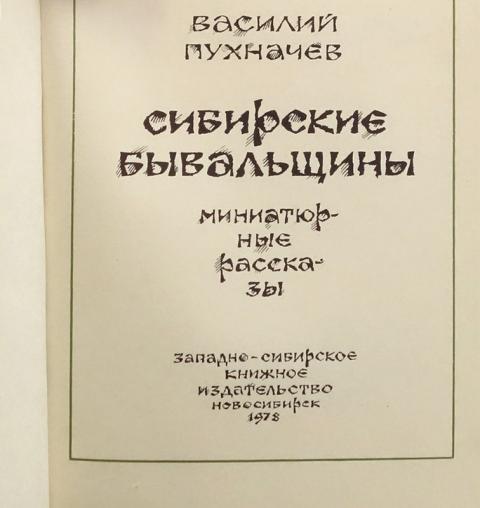 ВАСИЛИЙ
ПУХНАЧЕВ
СИБИРСКИЕ
БЫВАЛЬЩИНЫ
МИНИАТЮР-
НЫЕ
РАССКА-
ЗЫ
ЗАПАДНО-СИБИРСКОЕ
КНИЖНОЕ
ИЗДАТЕЛЬСТВО
НОВОСИБИРСК
1978